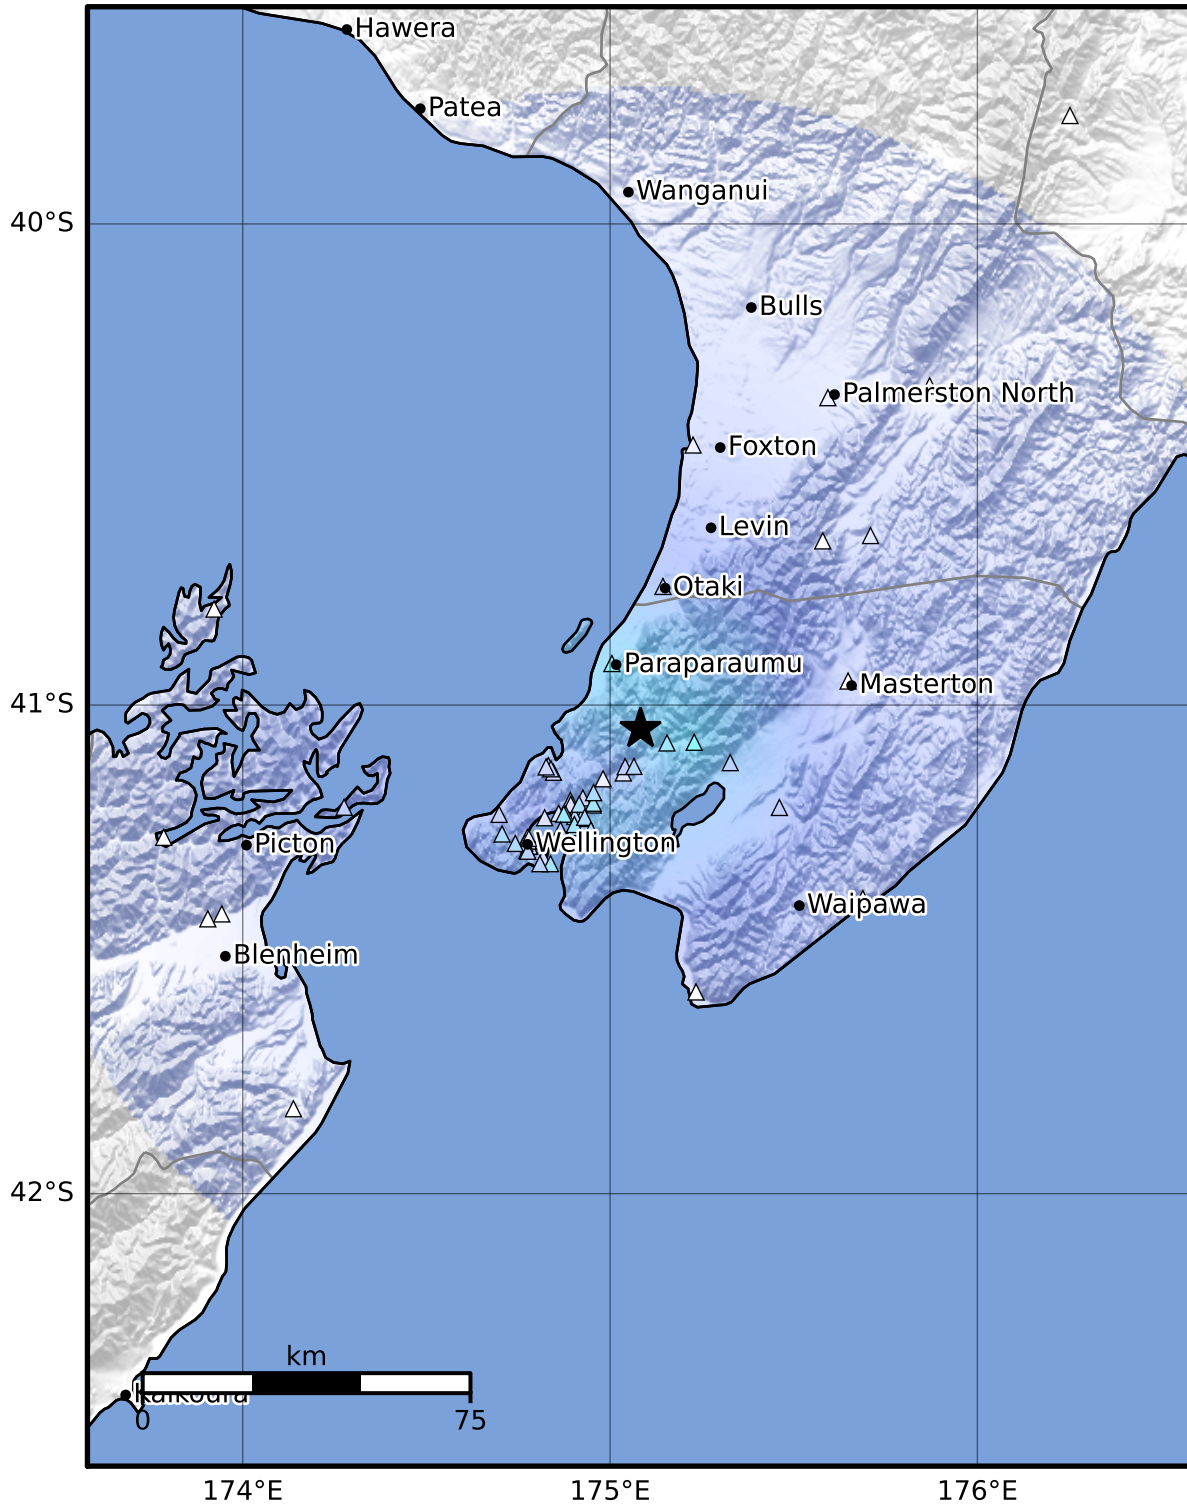 Hawera
Patea
Wanganui
40°S
Bulls
Palmerston North
Foxton
Levin
Otaki
Paraparaumu
Masterton
41°S
Wellington
Picton
Waipawa
Blenheim
42°S
km
Kaikoura
0
75
174°E
175°E
176°E